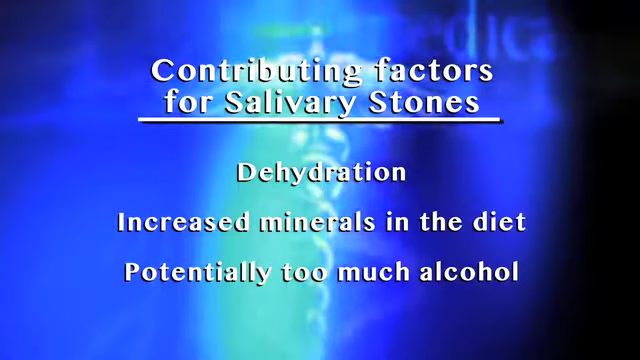 Contributing factors
for Salivary Stones
Dehydration
Increased minerals in the diet
Potentially too much alcohol